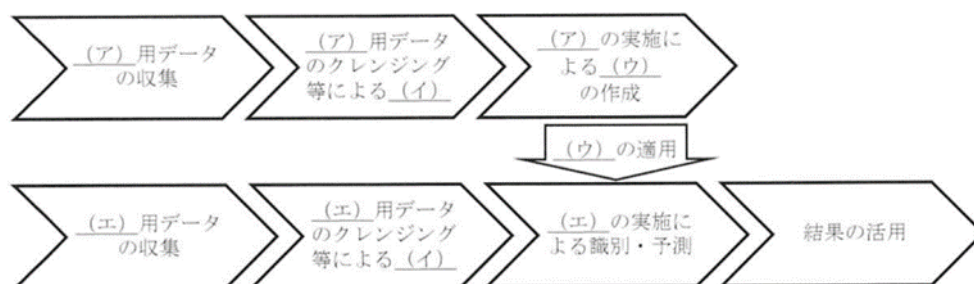 (ア)用データ
の収集
(ア)用データ
のクレンジング
等による(イ)
(ア)の実施に
よる(ウ)
の作成
(ウ)の適用
(エ)用データ
の収集
(エ)用データ
のクレンジング
等による(イ)
(エ)の実施に
よる識別・予測
結果の活用